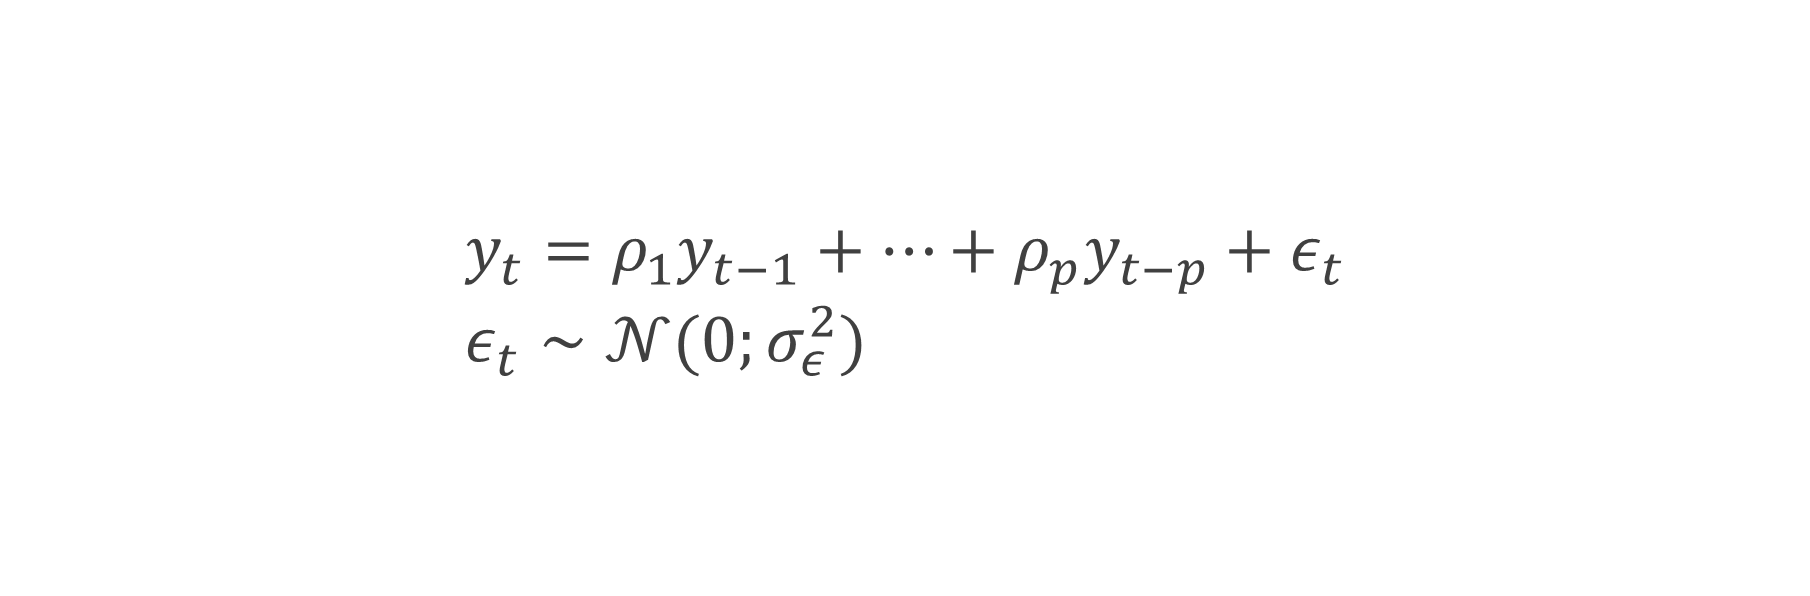 y_t = ρ_1 y_{t−1} + ⋯ + ρ_p y_{t−p} + ϵ_t
ϵ_t ~ 𝒩(0; σ_ϵ^2)